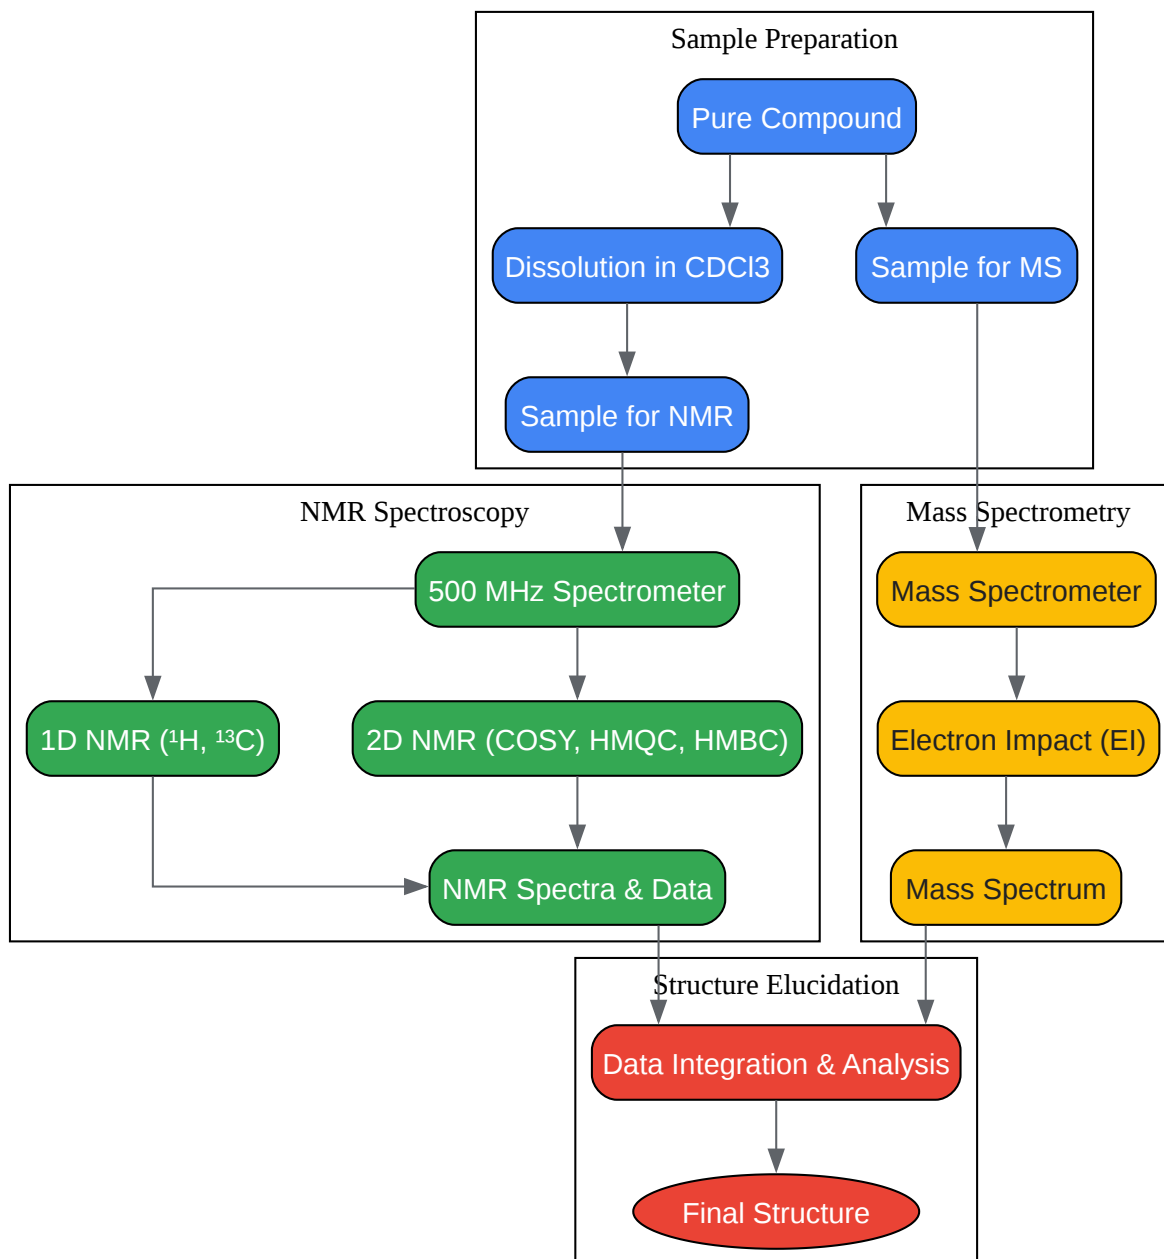 Sample Preparation
Pure Compound
Dissolution in CDCl3
Sample for MS
Sample for NMR
NMR Spectroscopy
Mass Spectrometry
500 MHz Spectrometer
Mass Spectrometer
1D NMR (¹H, ¹³C)
2D NMR (COSY, HMQC, HMBC)
Electron Impact (EI)
NMR Spectra & Data
Mass Spectrum
Structure Elucidation
Data Integration & Analysis
Final Structure